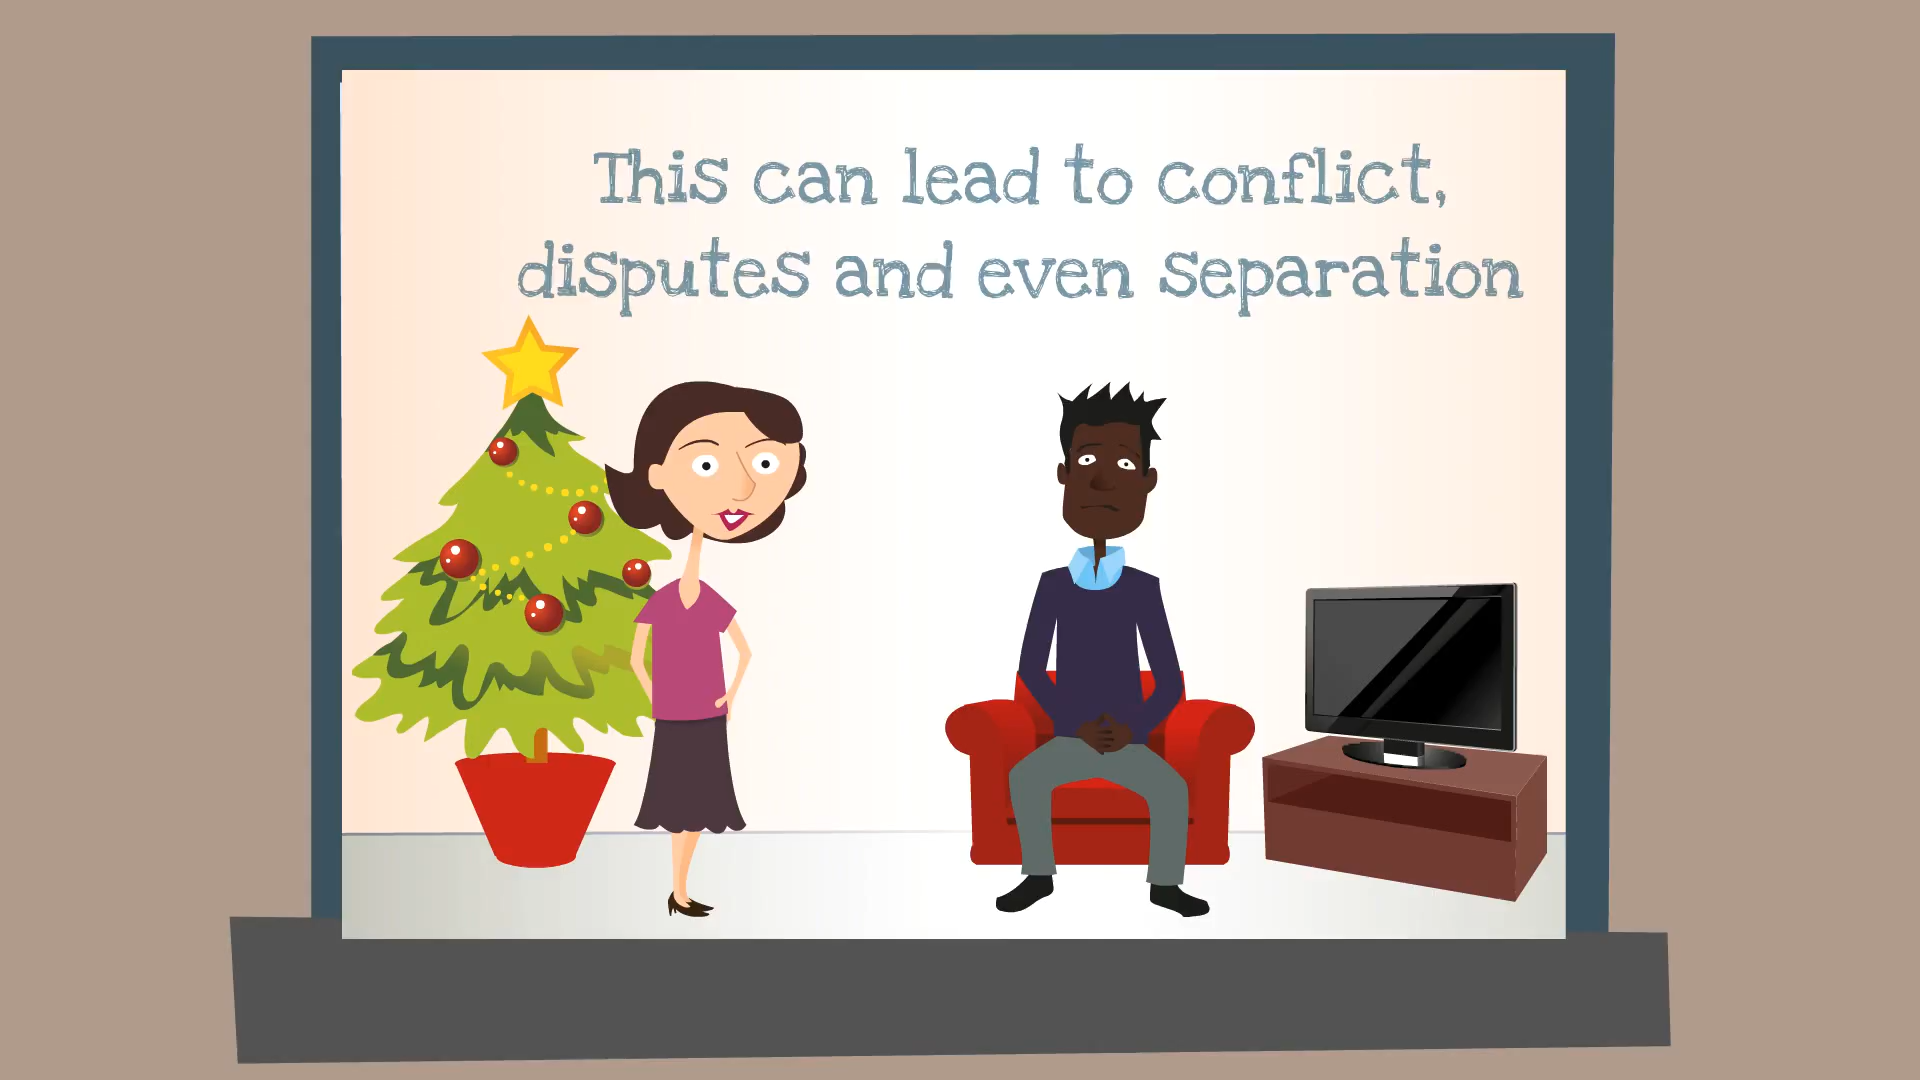 This can lead to conflict,
disputes and even separation